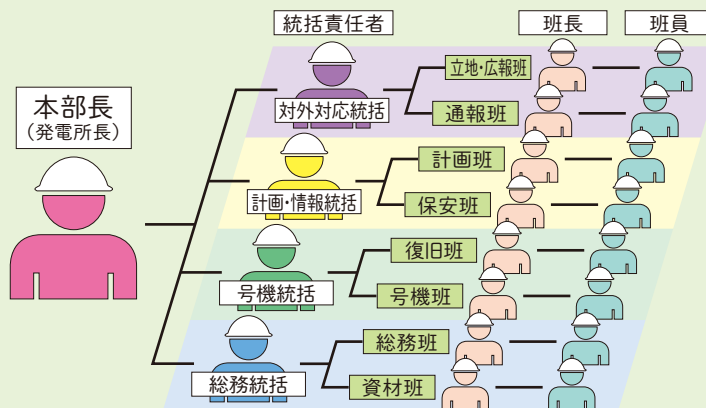 統括責任者
班長
班員
本部長
(発電所長)
対外対応統括
立地・広報班
通報班
計画・情報統括
計画班
保安班
号機統括
復旧班
号機班
総務統括
総務班
資材班